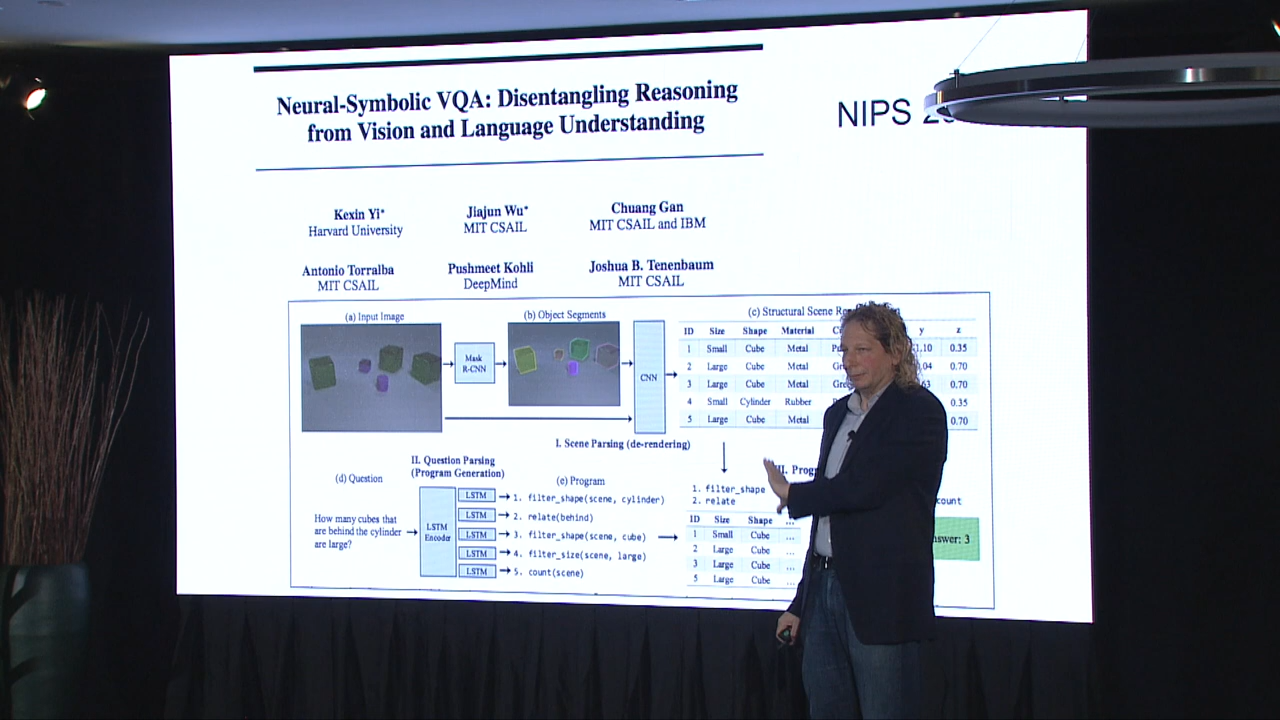 Neural-Symbolic VQA: Disentangling Reasoning
from Vision and Language Understanding
NIPS
Kexin Yi*
Harvard University
Jiajun Wu*
MIT CSAIL
Chuang Gan
MIT CSAIL and IBM
Antonio Torralba
MIT CSAIL
Pushmeet Kohli
DeepMind
Joshua B. Tenenbaum
MIT CSAIL
(a) Input Image
(b) Object Segments
(c) Structural Scene
Mask
R-CNN
CNN
ID Size Shape Material y z
1 Small Cube Metal 1.10 0.35
2 Large Cube Metal .04 0.70
3 Large Cube Metal 63 0.70
4 Small Cylinder Rubber 0.35
5 Large Cube Metal 0.70
I. Scene Parsing (de-rendering)
II. Question Parsing
(Program Generation)
(d) Question
(e) Program
How many cubes that
are behind the cylinder
are large?
LSTM
Encoder
LSTM 1. filter_shape(scene, cylinder)
LSTM 2. relate(behind)
LSTM 3. filter_shape(scene, cube)
LSTM 4. filter_size(scene, large)
LSTM 5. count(scene)
1. filter_shape
2. relate
count
ID Size Shape ...
1 Small Cube ...
2 Large Cube ...
3 Large Cube ...
5 Large Cube ...
swer: 3